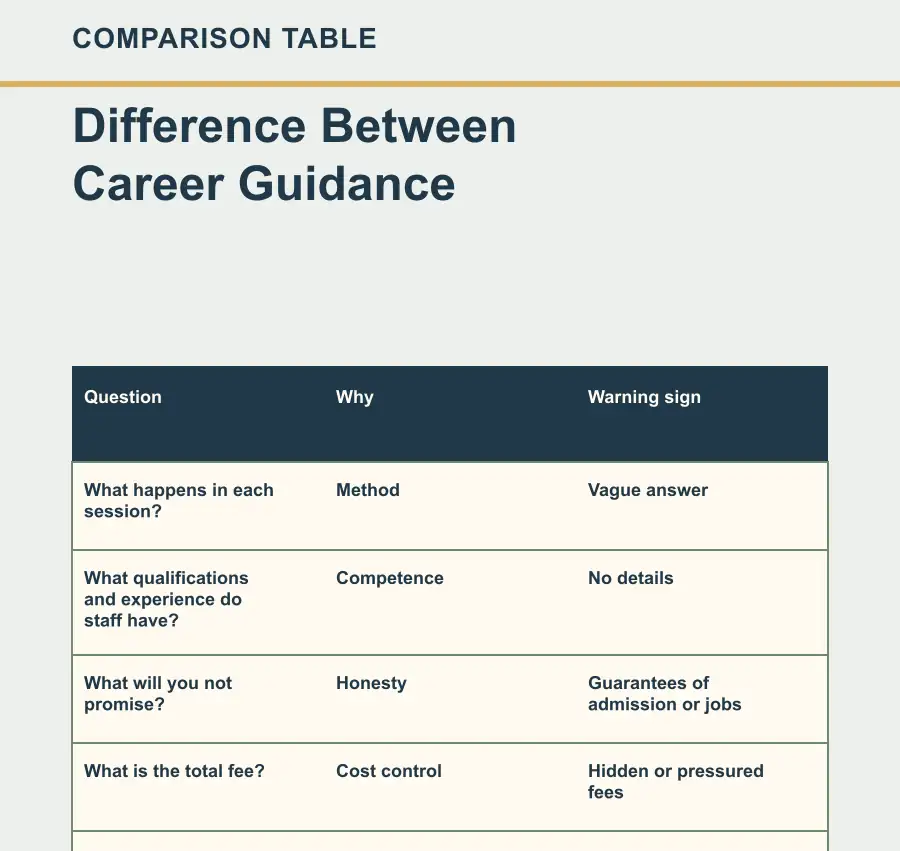 COMPARISON TABLE
Difference Between
Career Guidance
Question Why Warning sign
What happens in each Method Vague answer
session?
What qualifications Competence No details
and experience do
staff have?
What will you not Honesty Guarantees of
promise? admission or jobs
What is the total fee? Cost control Hidden or pressured
fees